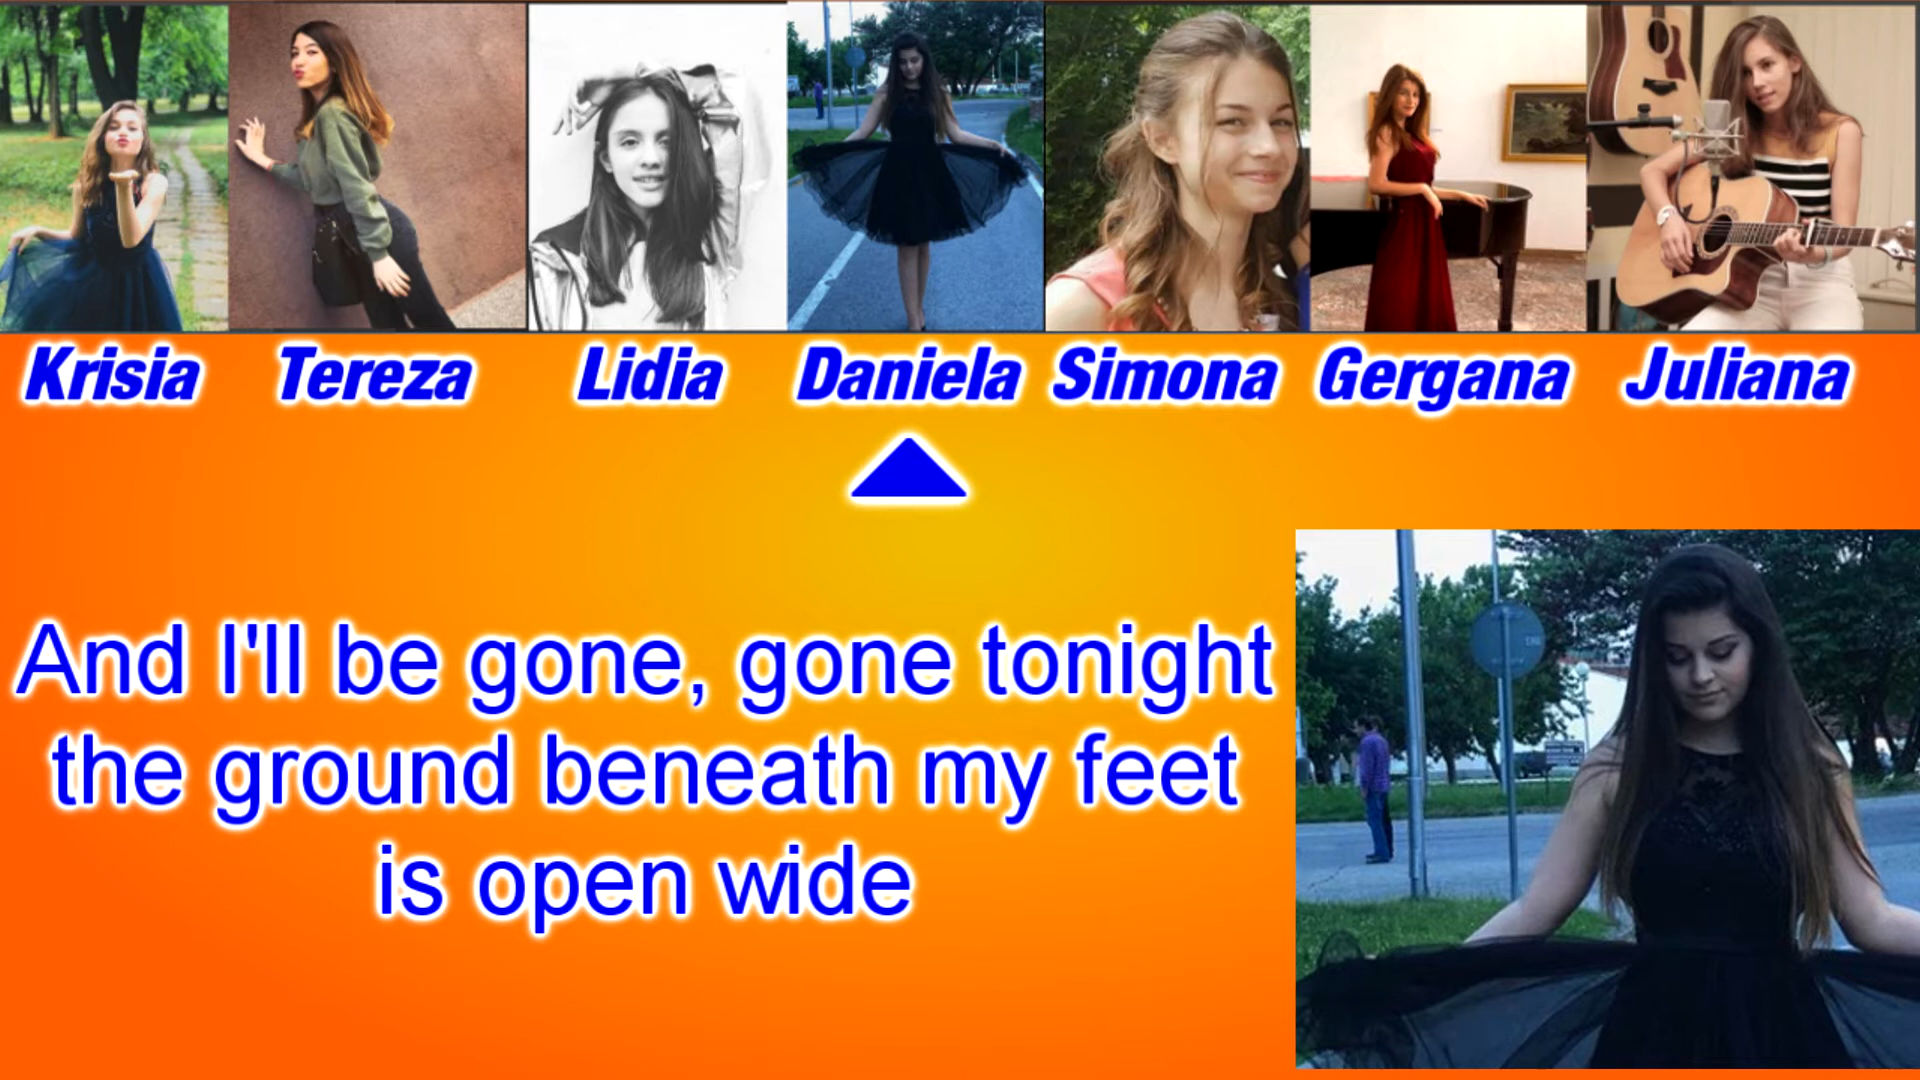 Krisia Tereza Lidia Daniela Simona Gergana Juliana
And I'll be gone, gone tonight
the ground beneath my feet
is open wide